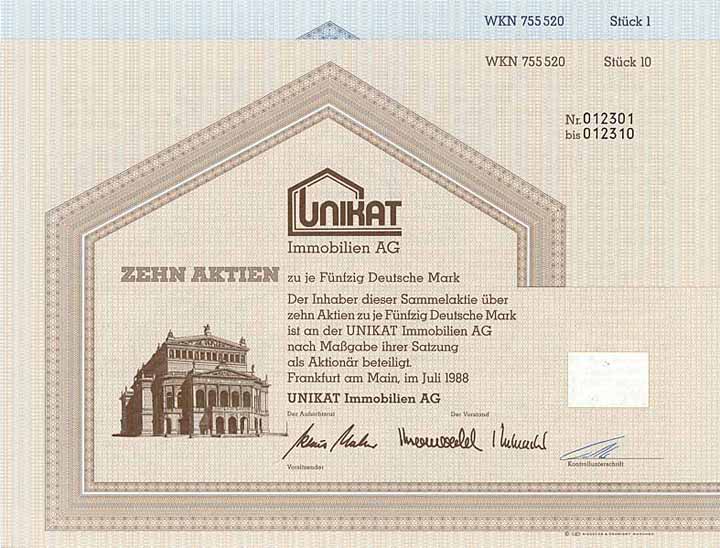 WKN 755 520 Stück 1
WKN 755 520 Stück 10
Nr. 012301
bis 012310
UNIKAT
Immobilien AG
ZEHN AKTIEN zu je Fünfzig Deutsche Mark
Der Inhaber dieser Sammelaktie über
zehn Aktien zu je Fünfzig Deutsche Mark
ist an der UNIKAT Immobilien AG
nach Maßgabe ihrer Satzung
als Aktionär beteiligt.
Frankfurt am Main, im Juli 1988
UNIKAT Immobilien AG
Der Aufsichtsrat Der Vorstand
Vorsitzender
Kontrollunterschrift